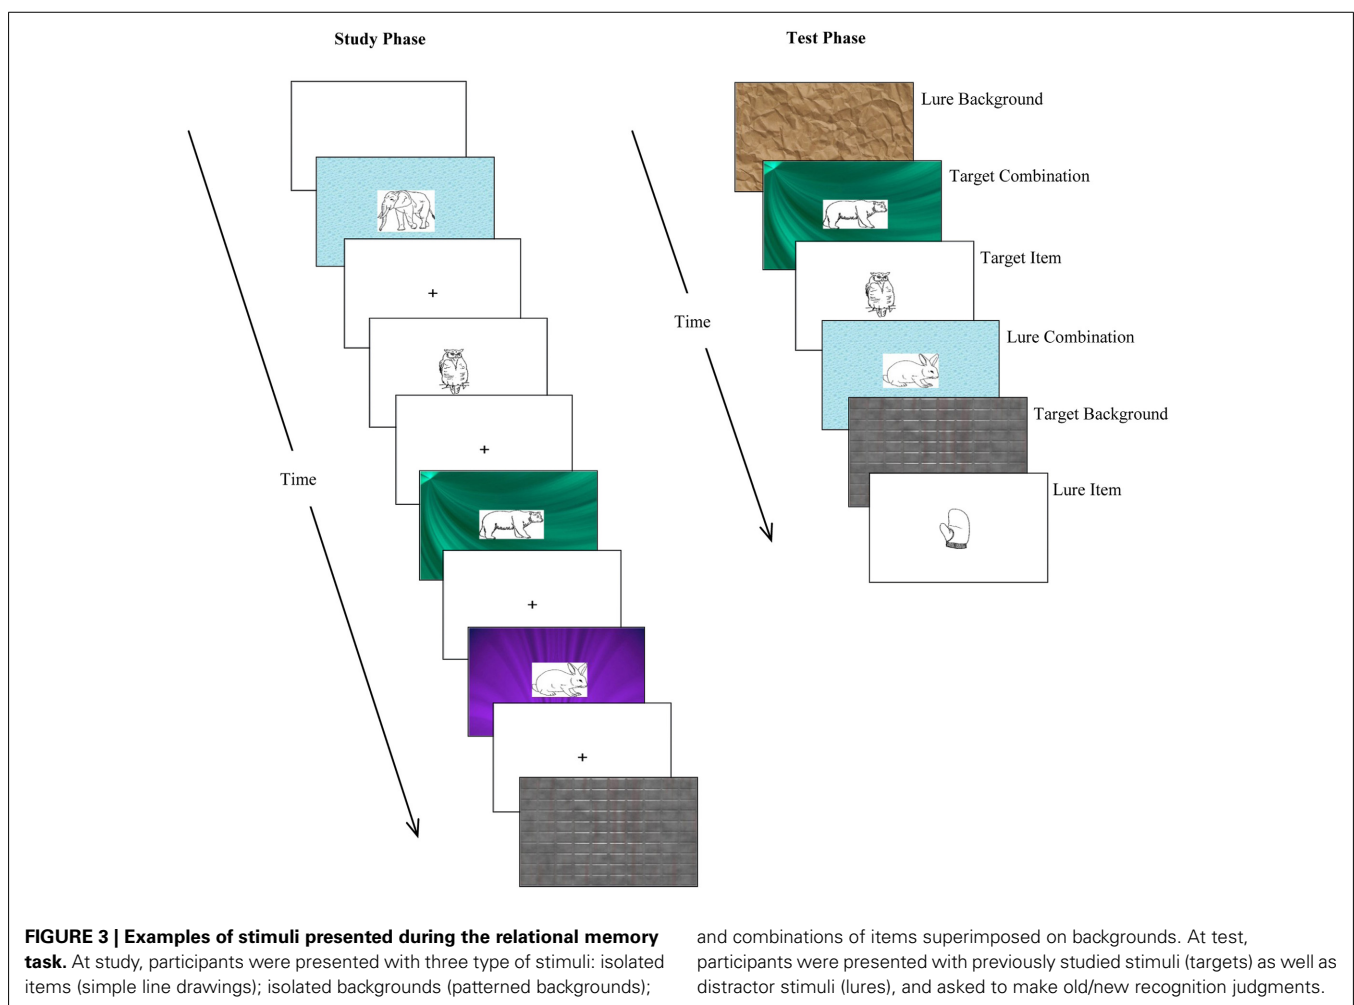 Study Phase
Test Phase
Lure Background
Target Combination
Target Item
Lure Combination
Target Background
Lure Item
Time
Time
+
+
+
+
FIGURE 3 | Examples of stimuli presented during the relational memory
task. At study, participants were presented with three type of stimuli: isolated
items (simple line drawings); isolated backgrounds (patterned backgrounds);
and combinations of items superimposed on backgrounds. At test,
participants were presented with previously studied stimuli (targets) as well as
distractor stimuli (lures), and asked to make old/new recognition judgments.